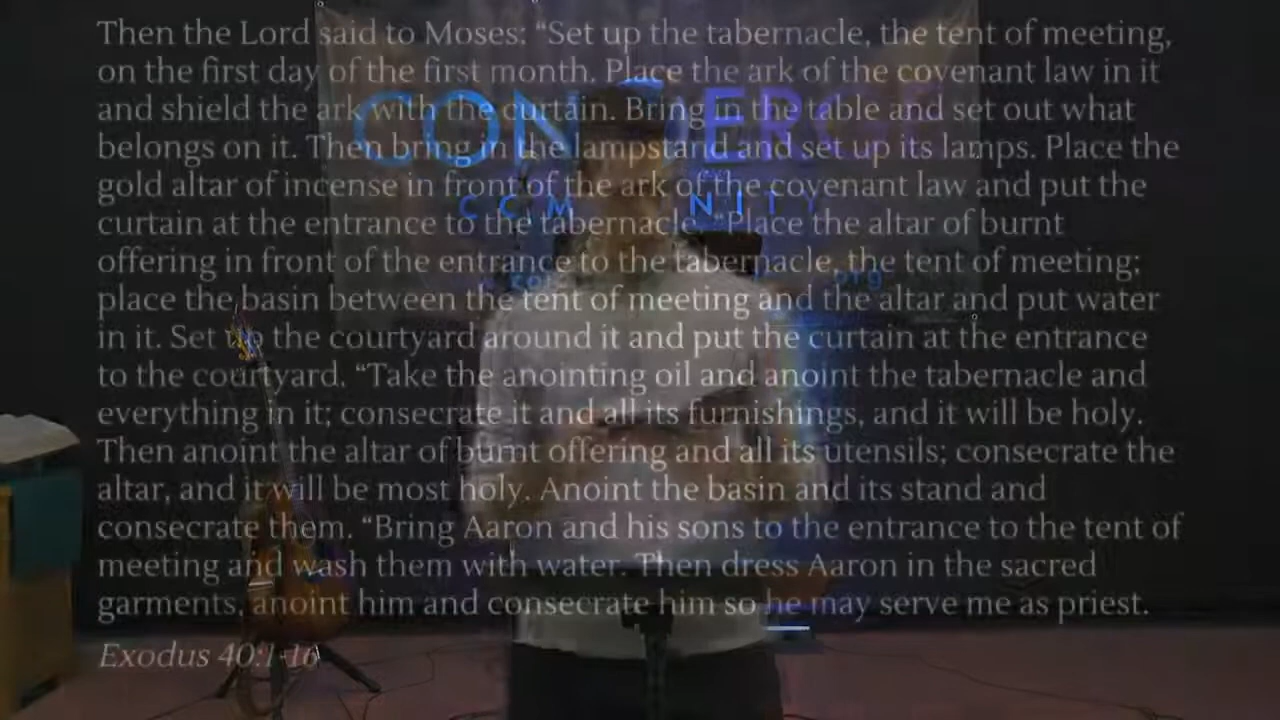 Then the Lord said to Moses: “Set up the tabernacle, the tent of meeting,
on the first day of the first month. Place the ark of the covenant law in it
and shield the ark with the curtain. Bring in the table and set out what
belongs on it. Then bring in the lampstand and set up its lamps. Place the
gold altar of incense in front of the ark of the covenant law and put the
curtain at the entrance to the tabernacle. “Place the altar of burnt
offering in front of the entrance to the tabernacle, the tent of meeting;
place the basin between the tent of meeting and the altar and put water
in it. Set up the courtyard around it and put the curtain at the entrance
to the courtyard. “Take the anointing oil and anoint the tabernacle and
everything in it; consecrate it and all its furnishings, and it will be holy.
Then anoint the altar of burnt offering and all its utensils; consecrate the
altar, and it will be most holy. Anoint the basin and its stand and
consecrate them. “Bring Aaron and his sons to the entrance to the tent of
meeting and wash them with water. Then dress Aaron in the sacred
garments, anoint him and consecrate him so he may serve me as priest.
Exodus 40:1-16